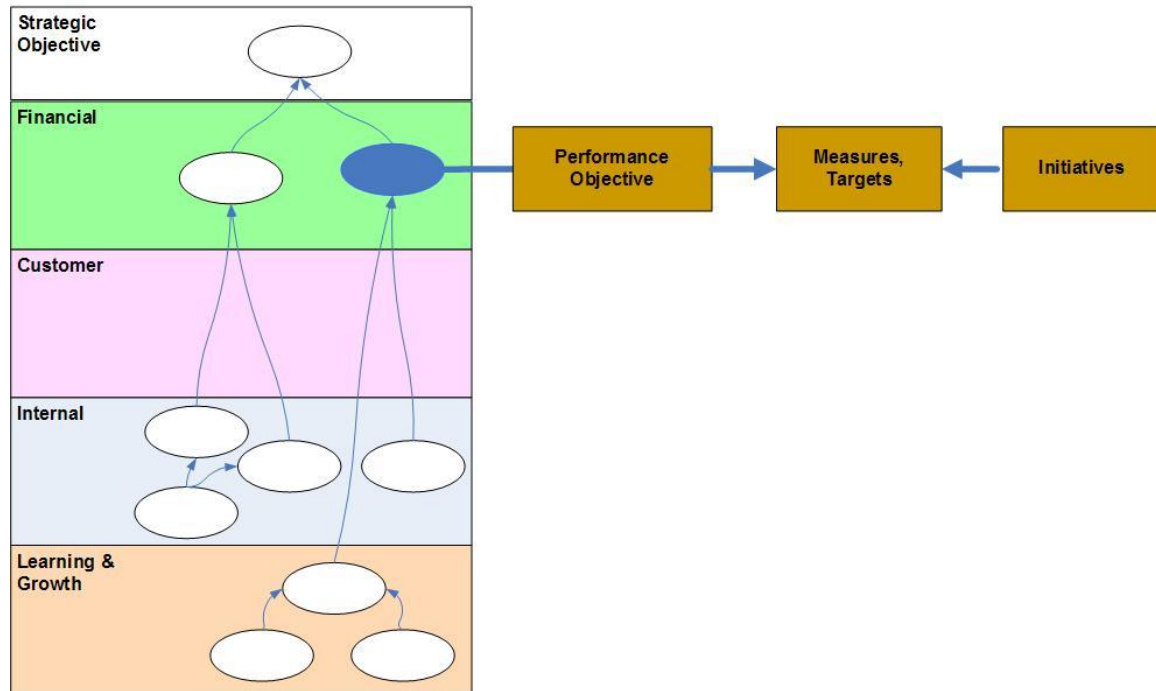 Strategic
Objective
Financial
Performance
Objective
Measures,
Targets
Initiatives
Customer
Internal
Learning &
Growth